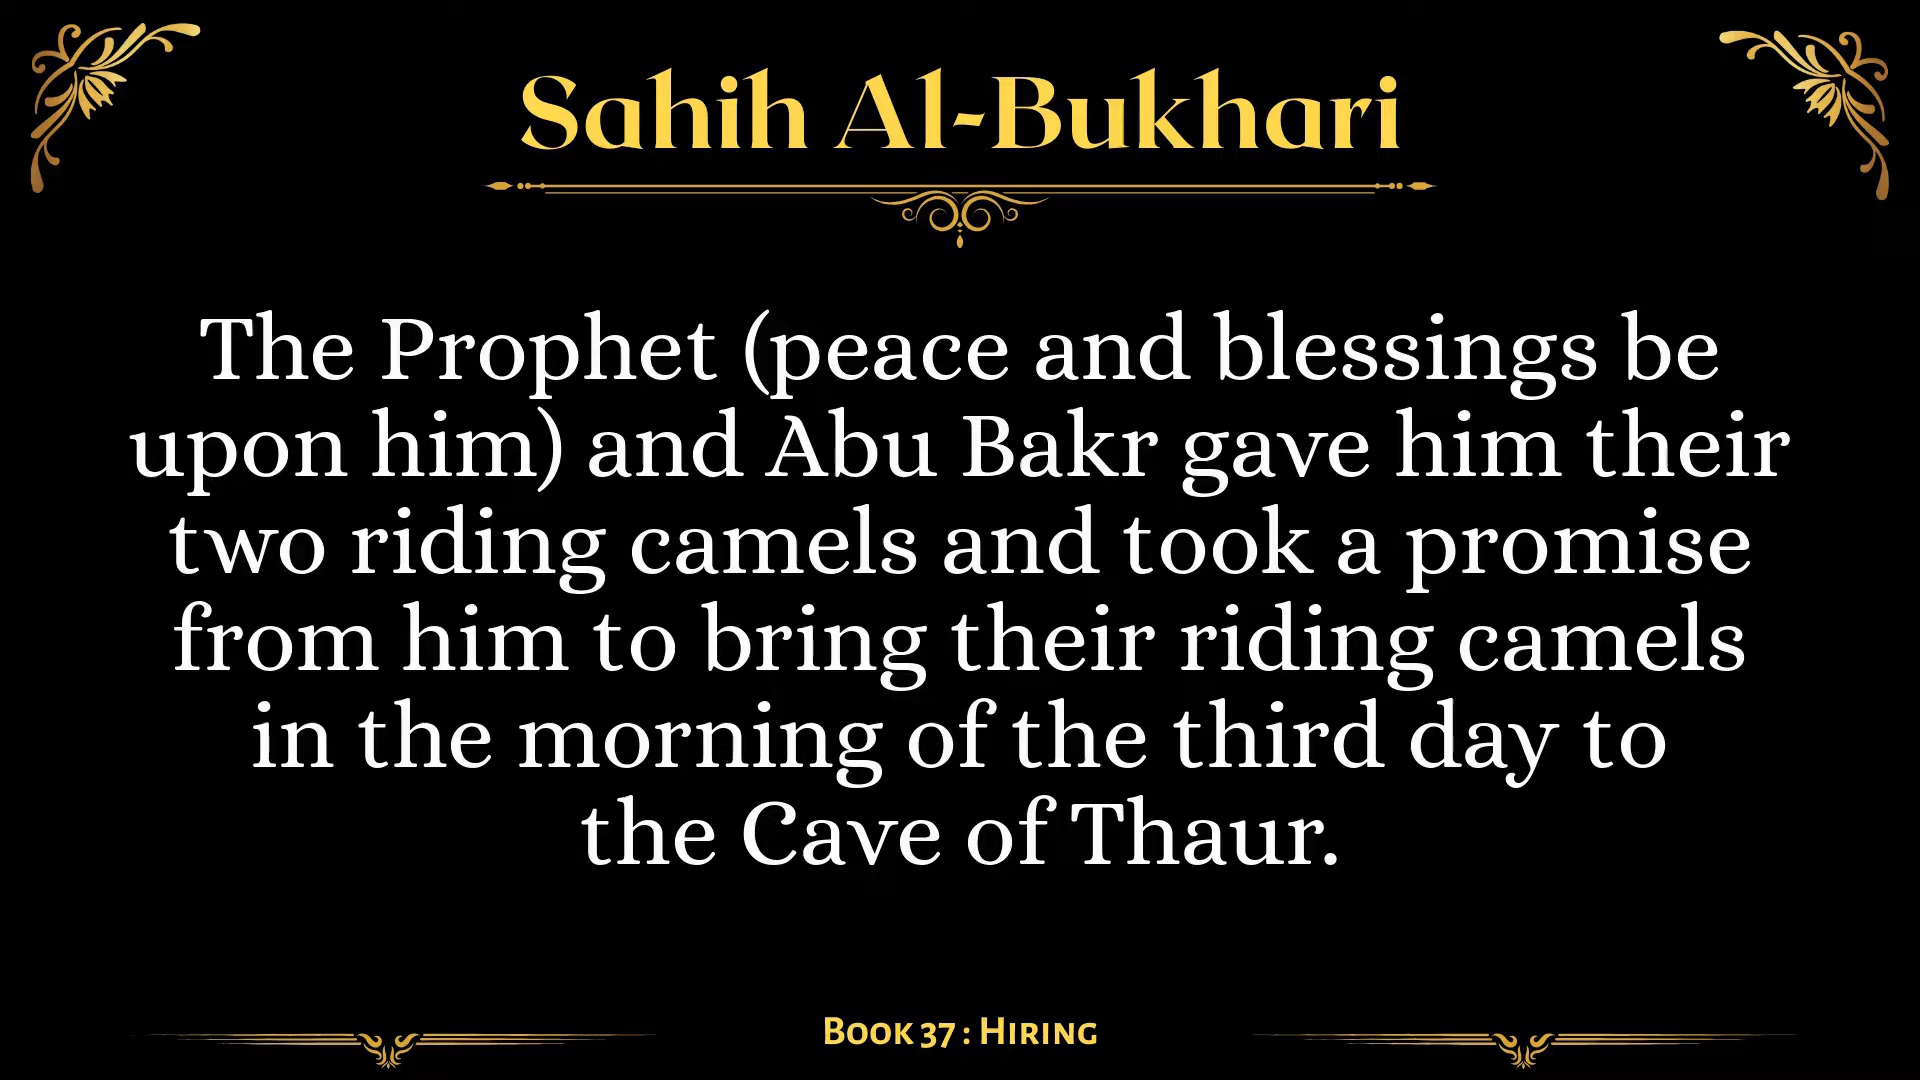 Sahih Al-Bukhari
The Prophet (peace and blessings be
upon him) and Abu Bakr gave him their
two riding camels and took a promise
from him to bring their riding camels
in the morning of the third day to
the Cave of Thaur.
Book 37 : Hiring